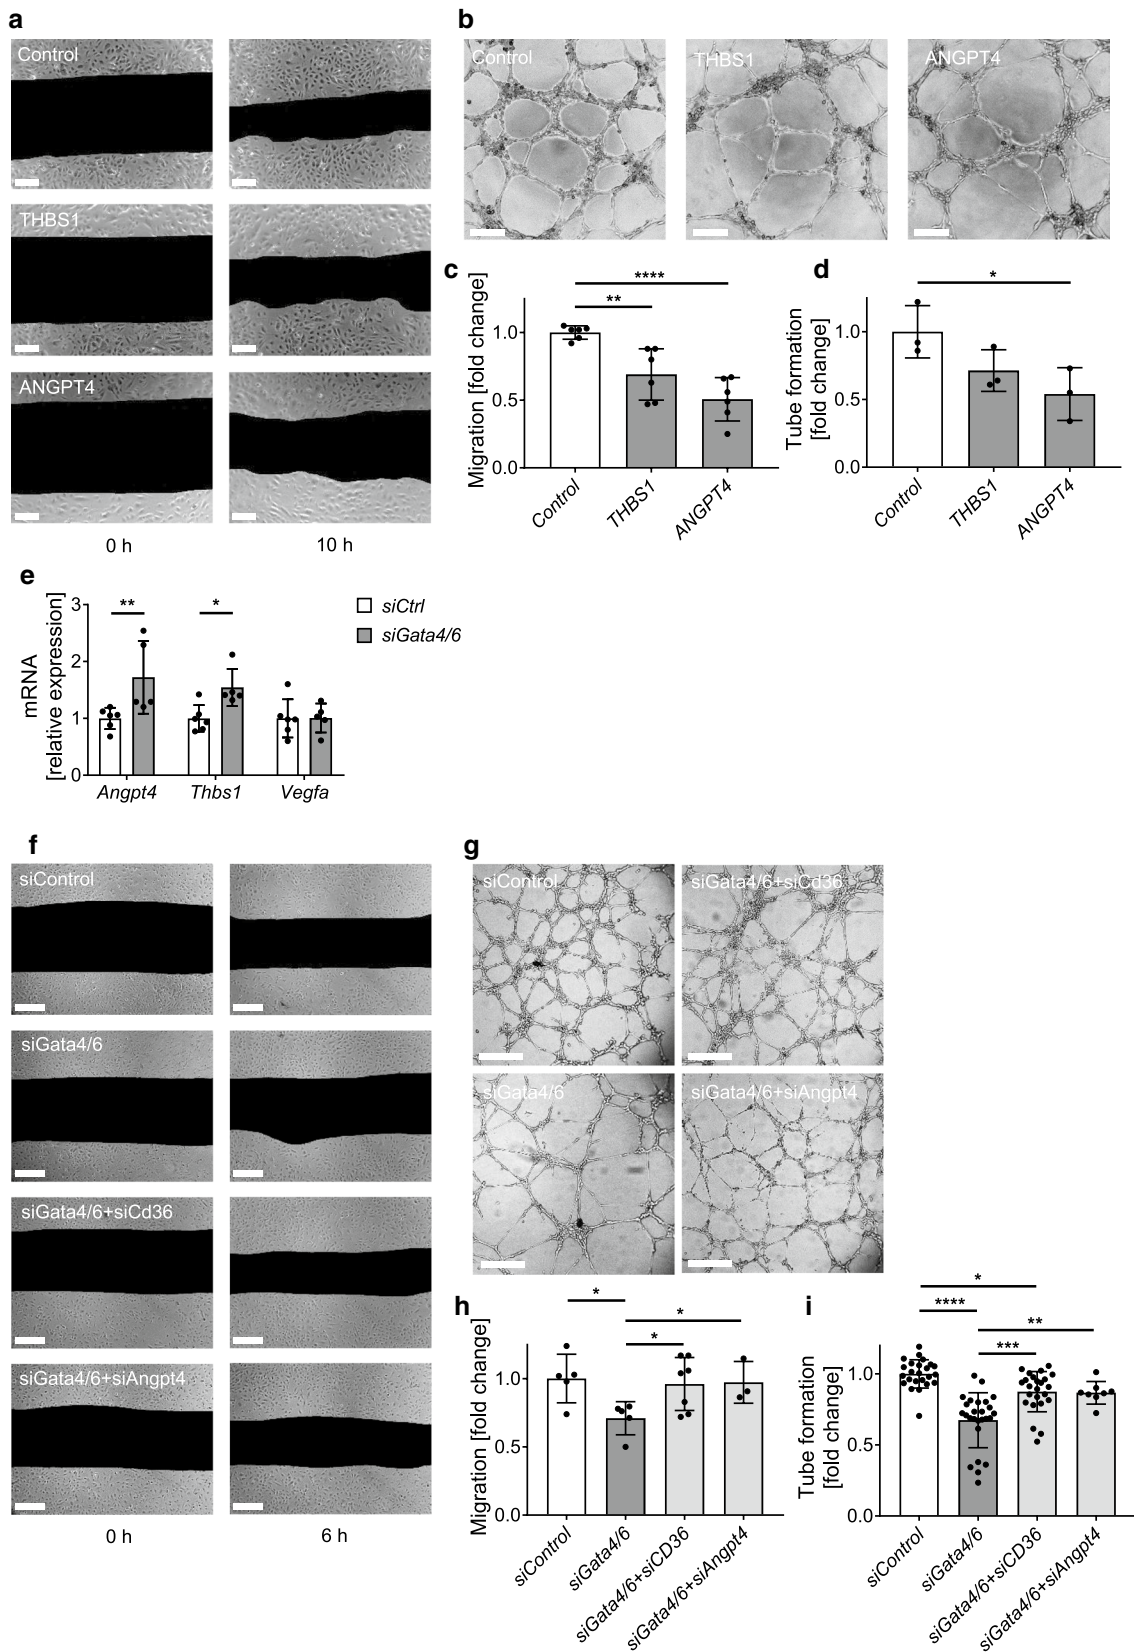 a
Control
THBS1
ANGPT4
0 h
10 h
b
Control
THBS1
ANGPT4
c
Migration [fold change]
****
**
1.0
0.5
0.0
Control
THBS1
ANGPT4
d
Tube formation
[fold change]
*
1.0
0.5
0.0
Control
THBS1
ANGPT4
e
mRNA
[relative expression]
3
2
1
0
**
*
siCtrl
siGata4/6
Angpt4
Thbs1
Vegfa
f
siControl
siGata4/6
siGata4/6+siCd36
siGata4/6+siAngpt4
0 h
6 h
g
siControl
siGata4/6+siCd36
siGata4/6
siGata4/6+siAngpt4
h
Migration [fold change]
*
*
*
1.0
0.5
0.0
siControl
siGata4/6
siGata4/6+siCD36
siGata4/6+siAngpt4
i
Tube formation
[fold change]
*
****
**
***
1.0
0.5
0.0
siControl
siGata4/6
siGata4/6+siCD36
siGata4/6+siAngpt4